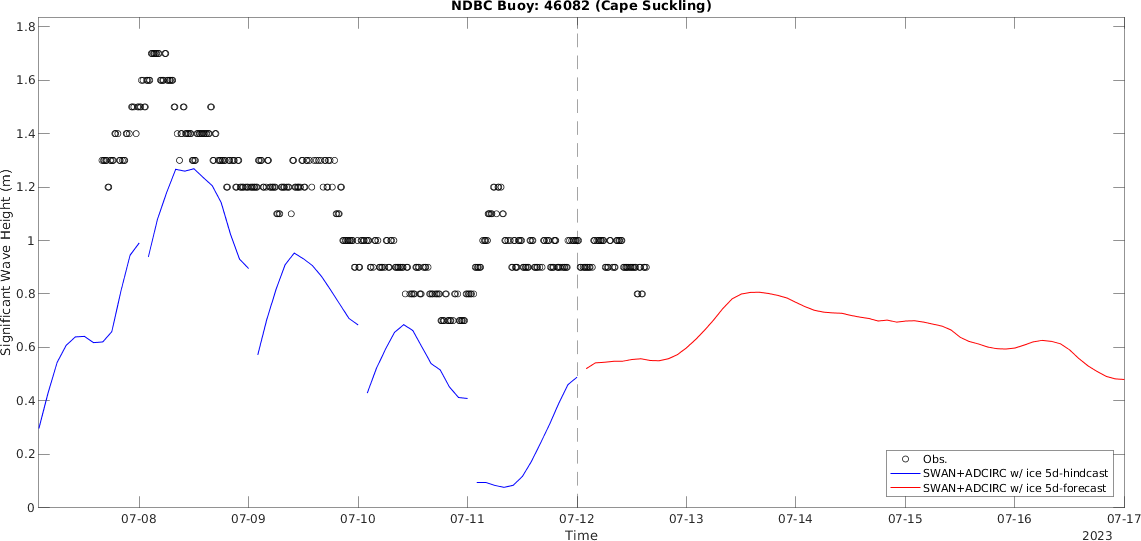 NDBC Buoy: 46082 (Cape Suckling)
1.8
1.6
1.4
1.2
1
0.8
0.6
0.4
0.2
0
Significant Wave Height (m)
Obs.
SWAN+ADCIRC w/ ice 5d-hindcast
SWAN+ADCIRC w/ ice 5d-forecast
07-08 07-09 07-10 07-11 07-12 07-13 07-14 07-15 07-16 07-17
Time
2023